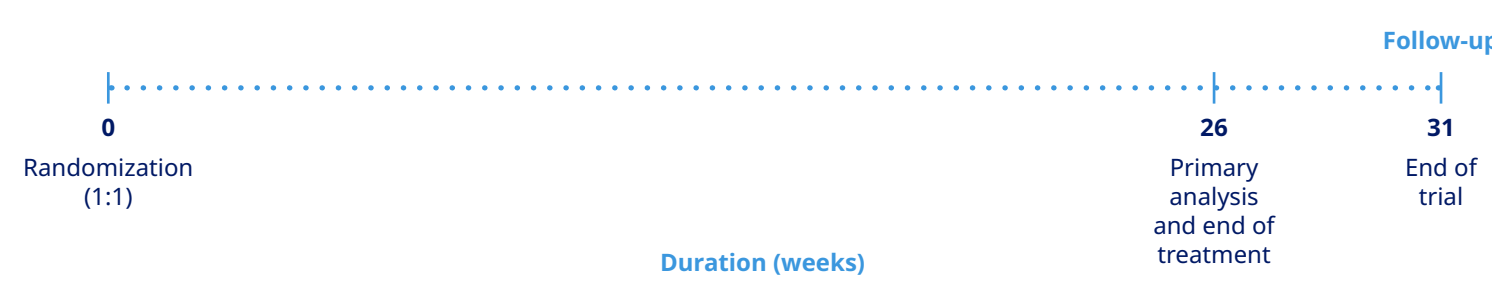 Follow-up
0
26
31
Randomization
(1:1)
Primary
analysis
and end of
treatment
End of
trial
Duration (weeks)